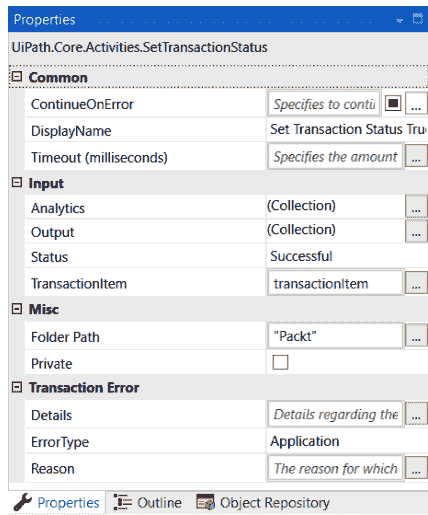 Properties
UiPath.Core.Activities.SetTransactionStatus
Common
ContinueOnError Specifies to conti ...
DisplayName Set Transaction Status Tru
Timeout (milliseconds) Specifies the amount ...
Input
Analytics (Collection) ...
Output (Collection) ...
Status Successful
TransactionItem transactionItem ...
Misc
Folder Path "Packt" ...
Private
Transaction Error
Details Details regarding the ...
ErrorType Application
Reason The reason for which ...
Properties Outline Object Repository